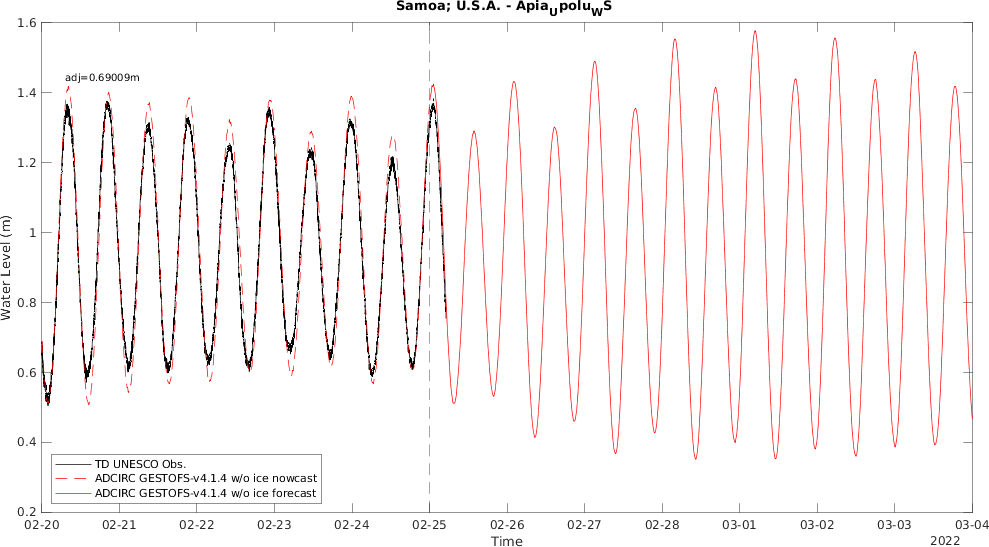 Samoa; U.S.A. - Apia_Upolu_WS
adj=0.69009m
1.6
1.4
1.2
1
0.8
0.6
0.4
0.2
Water Level (m)
TD UNESCO Obs.
ADCIRC GESTOFS-v4.1.4 w/o ice nowcast
ADCIRC GESTOFS-v4.1.4 w/o ice forecast
02-20 02-21 02-22 02-23 02-24 02-25 02-26 02-27 02-28 03-01 03-02 03-03 03-04
Time
2022